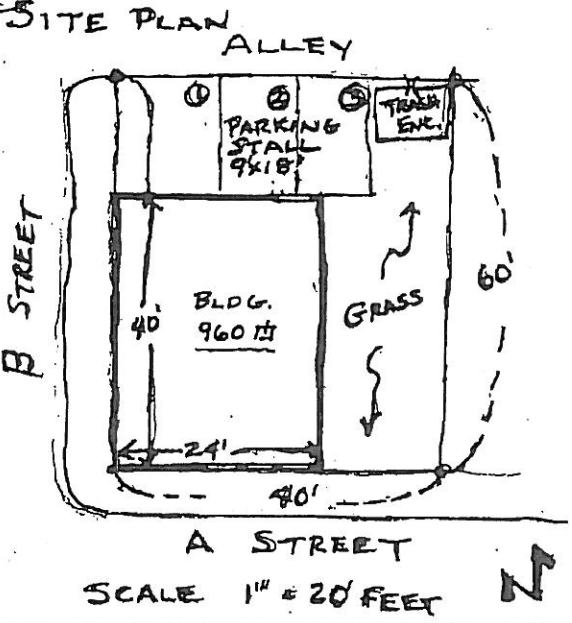 SITE PLAN
ALLEY
① ② ③
TRASH
ENC.
PARKING
STALL
9X18'
B STREET
40'
BLDG.
960 ⏍
GRASS
60'
24'
40'
A STREET
SCALE 1" = 20' FEET
N